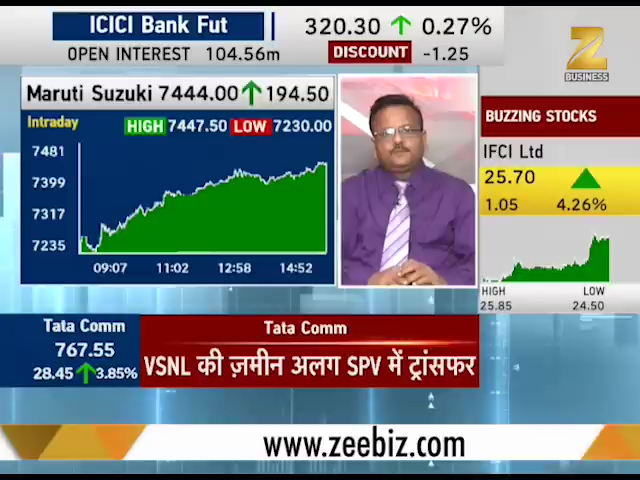 ICICI Bank Fut
320.30 0.27%
OPEN INTEREST 104.56m
DISCOUNT -1.25
Z
BUSINESS
Maruti Suzuki 7444.00 194.50
Intraday
HIGH 7447.50 LOW 7230.00
7481
7399
7317
7235
09:07 11:02 12:58 14:52
BUZZING STOCKS
IFCI Ltd
25.70
1.05 4.26%
HIGH LOW
25.85 24.50
Tata Comm
767.55
28.45 3.85%
Tata Comm
VSNL की ज़मीन अलग SPV में ट्रांसफर
www.zeebiz.com